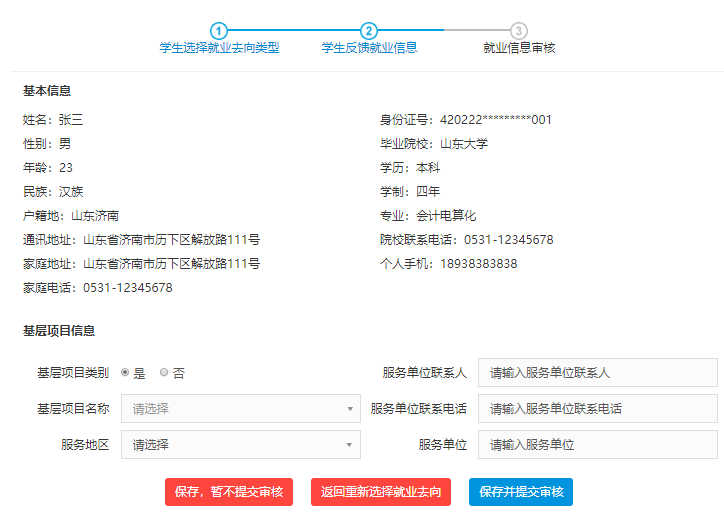 1 2 3
学生选择就业去向类型 学生反馈就业信息 就业信息审核
基本信息
姓名：张三 身份证号：420222*********001
性别：男 毕业院校：山东大学
年龄：23 学历：本科
民族：汉族 学制：四年
户籍地：山东济南 专业：会计电算化
通讯地址：山东省济南市历下区解放路111号 院校联系电话：0531-12345678
家庭地址：山东省济南市历下区解放路111号 个人手机：18938383838
家庭电话：0531-12345678
基层项目信息
基层项目类别 是 否 服务单位联系人 请输入服务单位联系人
基层项目名称 请选择 服务单位联系电话 请输入服务单位联系电话
服务地区 请选择 服务单位 请输入服务单位
保存，暂不提交审核 返回重新选择就业去向 保存并提交审核